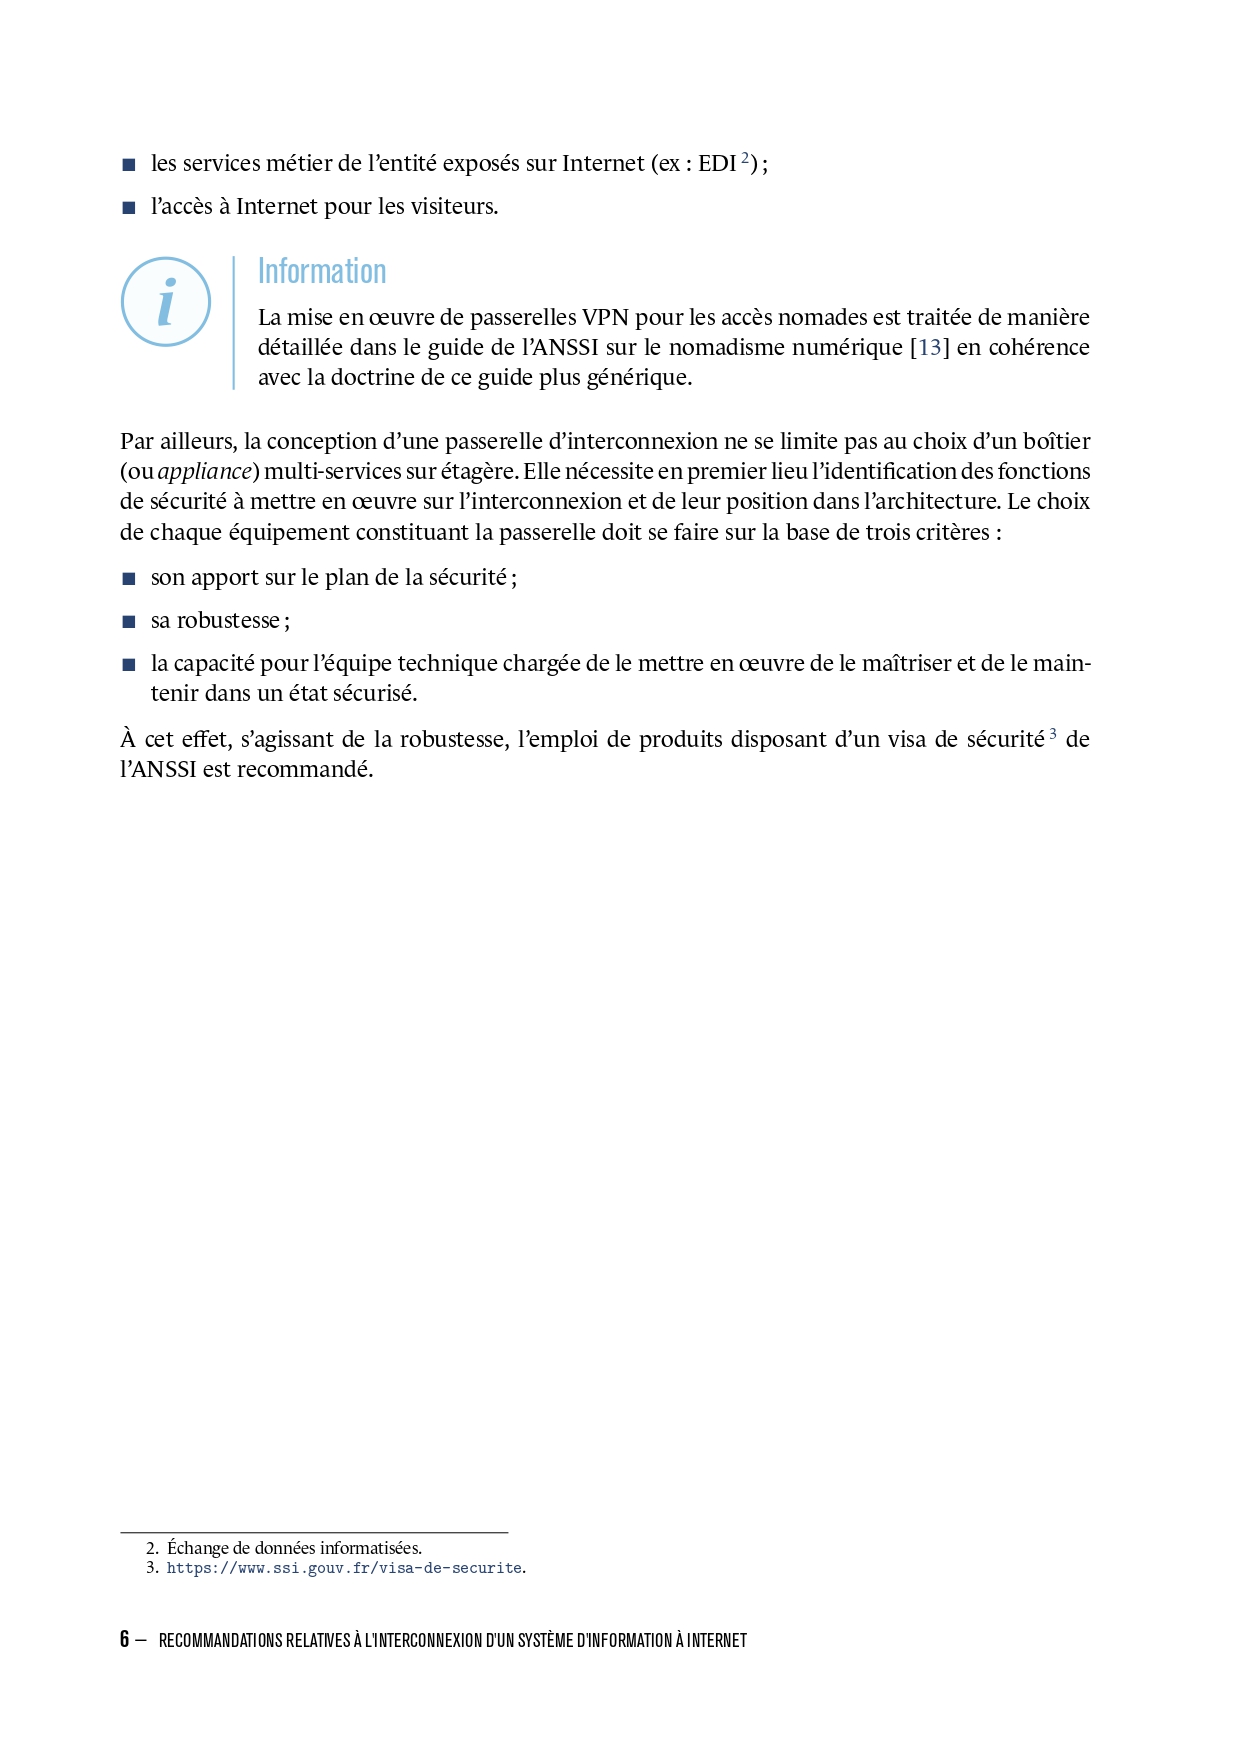 ■ les services métier de l’entité exposés sur Internet (ex : EDI 2) ;
■ l’accès à Internet pour les visiteurs.
i
Information
La mise en œuvre de passerelles VPN pour les accès nomades est traitée de manière
détaillée dans le guide de l’ANSSI sur le nomadisme numérique [13] en cohérence
avec la doctrine de ce guide plus générique.
Par ailleurs, la conception d’une passerelle d’interconnexion ne se limite pas au choix d’un boîtier
(ou appliance) multi-services sur étagère. Elle nécessite en premier lieu l’identification des fonctions
de sécurité à mettre en œuvre sur l’interconnexion et de leur position dans l’architecture. Le choix
de chaque équipement constituant la passerelle doit se faire sur la base de trois critères :
■ son apport sur le plan de la sécurité ;
■ sa robustesse ;
■ la capacité pour l’équipe technique chargée de le mettre en œuvre de le maîtriser et de le main-
tenir dans un état sécurisé.
À cet effet, s’agissant de la robustesse, l’emploi de produits disposant d’un visa de sécurité 3 de
l’ANSSI est recommandé.
2. Échange de données informatisées.
3. https://www.ssi.gouv.fr/visa-de-securite.
6 – RECOMMANDATIONS RELATIVES À L'INTERCONNEXION D'UN SYSTÈME D'INFORMATION À INTERNET